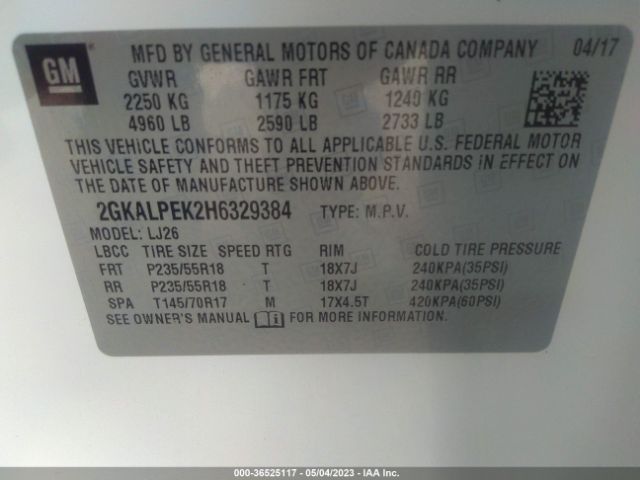 GM
MFD BY GENERAL MOTORS OF CANADA COMPANY 04/17
GVWR GAWR FRT GAWR RR
2250 KG 1175 KG 1240 KG
4960 LB 2590 LB 2733 LB
THIS VEHICLE CONFORMS TO ALL APPLICABLE U.S. FEDERAL MOTOR
VEHICLE SAFETY AND THEFT PREVENTION STANDARDS IN EFFECT ON
THE DATE OF MANUFACTURE SHOWN ABOVE.
2GKALPEK2H6329384 TYPE: M.P.V.
MODEL: LJ26
LBCC TIRE SIZE SPEED RTG RIM COLD TIRE PRESSURE
FRT P235/55R18 T 18X7J 240KPA(35PSI)
RR P235/55R18 T 18X7J 240KPA(35PSI)
SPA T145/70R17 M 17X4.5T 420KPA(60PSI)
SEE OWNER'S MANUAL FOR MORE INFORMATION.
000-36525117 - 05/04/2023 - IAA Inc.